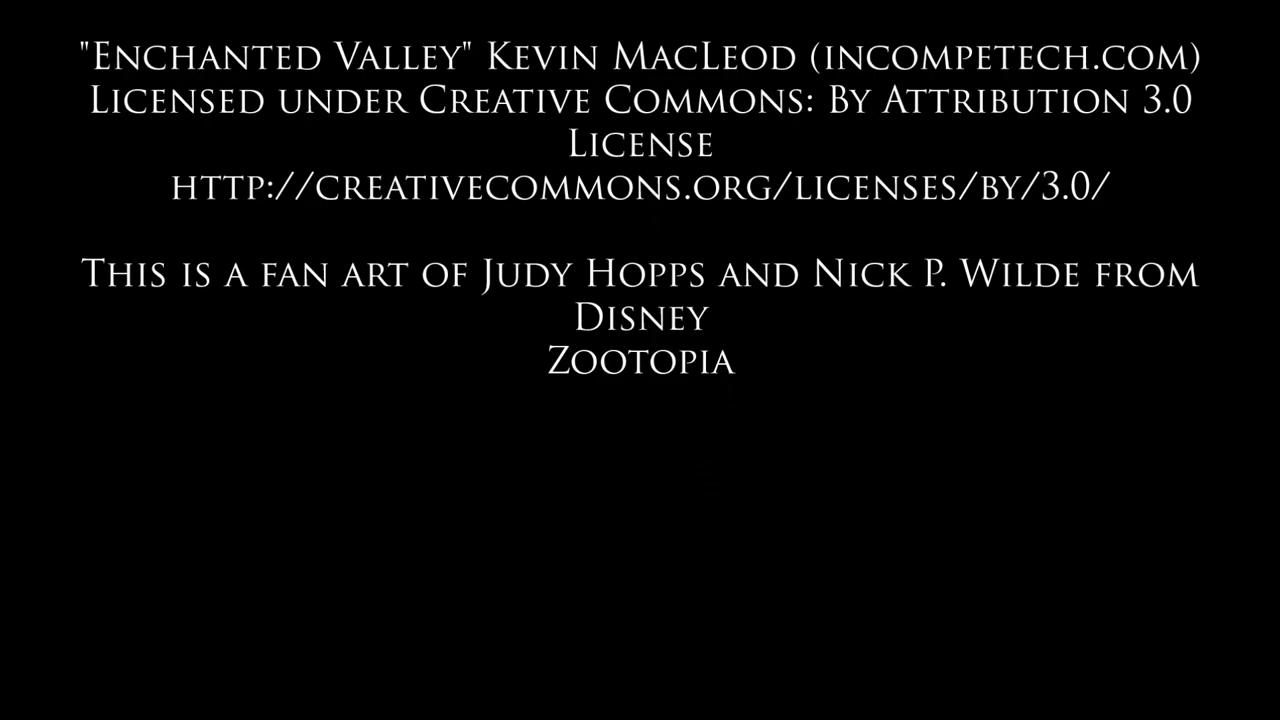 "Enchanted Valley" Kevin MacLeod (incompetech.com)
Licensed under Creative Commons: By Attribution 3.0
License
http://creativecommons.org/licenses/by/3.0/
This is a fan art of Judy Hopps and Nick P. Wilde from
Disney
Zootopia